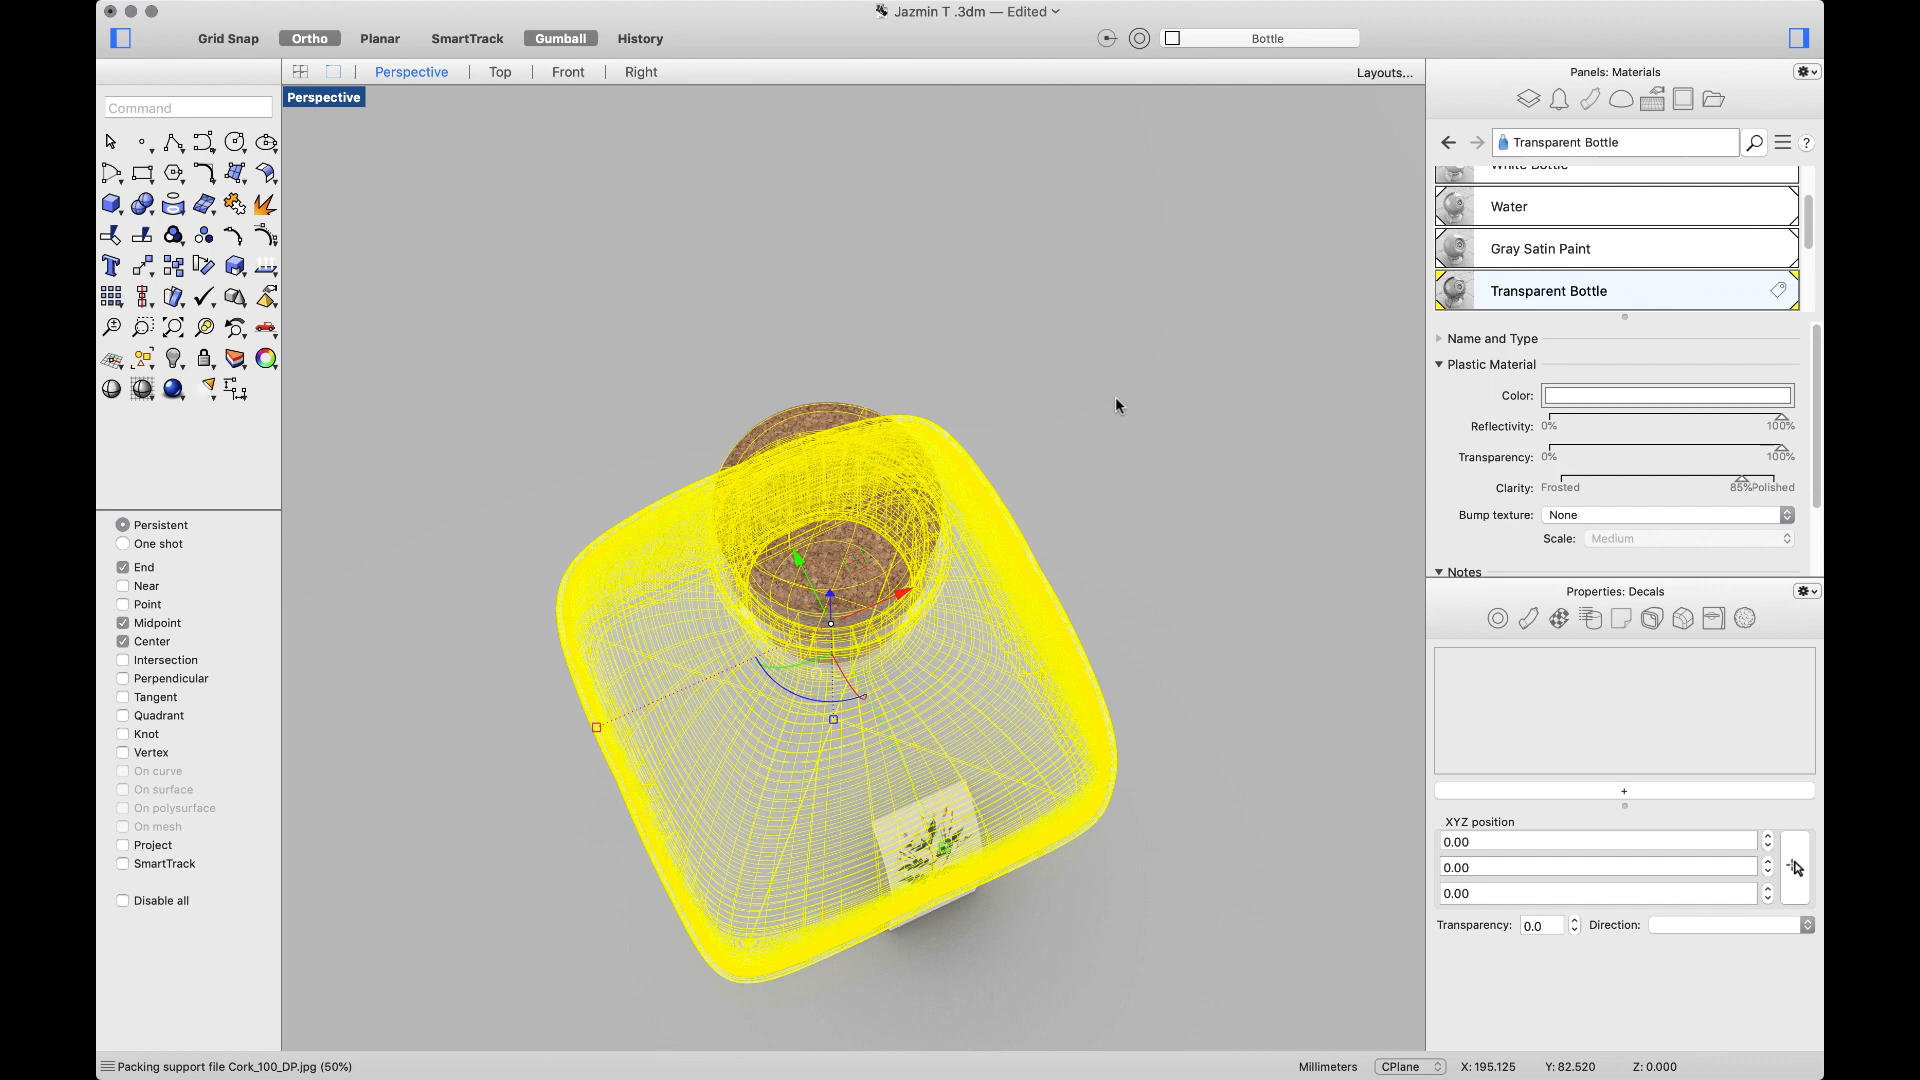 Jazmin T .3dm — Edited
Grid Snap
Ortho
Planar
SmartTrack
Gumball
History
Bottle
Perspective
Top
Front
Right
Layouts...
Perspective
Command
Persistent
One shot
End
Near
Point
Midpoint
Center
Intersection
Perpendicular
Tangent
Quadrant
Knot
Vertex
On curve
On surface
On polysurface
On mesh
Project
SmartTrack
Disable all
Panels: Materials
Transparent Bottle
?
White Bottle
Water
Gray Satin Paint
Transparent Bottle
Name and Type
Plastic Material
Color:
Reflectivity: 0% 100%
Transparency: 0% 100%
Clarity: Frosted 85% Polished
Bump texture: None
Scale: Medium
Notes
Properties: Decals
+
XYZ position
0.00
0.00
0.00
Transparency: 0.0 Direction:
Packing support file Cork_100_DP.jpg (50%)
Millimeters
CPlane
X: 195.125
Y: 82.520
Z: 0.000